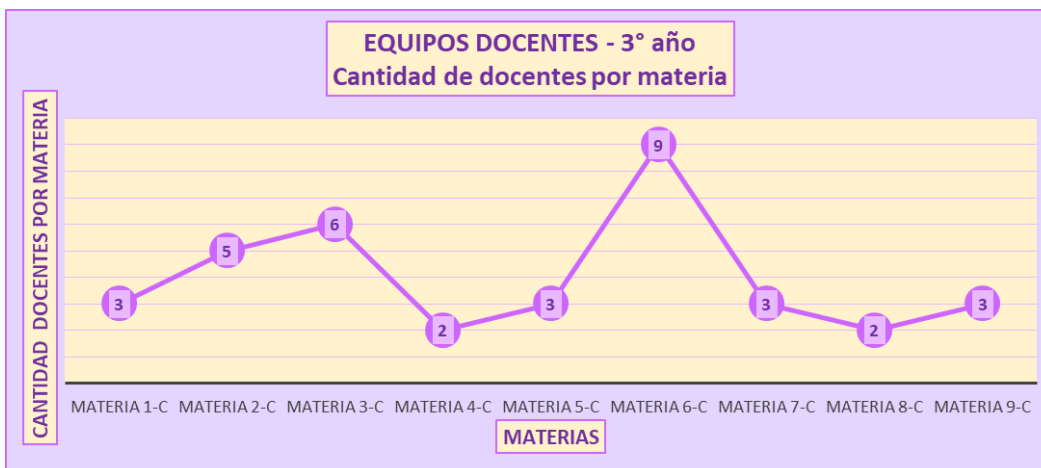 EQUIPOS DOCENTES - 3° año
Cantidad de docentes por materia
CANTIDAD DOCENTES POR MATERIA
3
5
6
2
3
9
3
2
3
MATERIA 1-C
MATERIA 2-C
MATERIA 3-C
MATERIA 4-C
MATERIA 5-C
MATERIA 6-C
MATERIA 7-C
MATERIA 8-C
MATERIA 9-C
MATERIAS